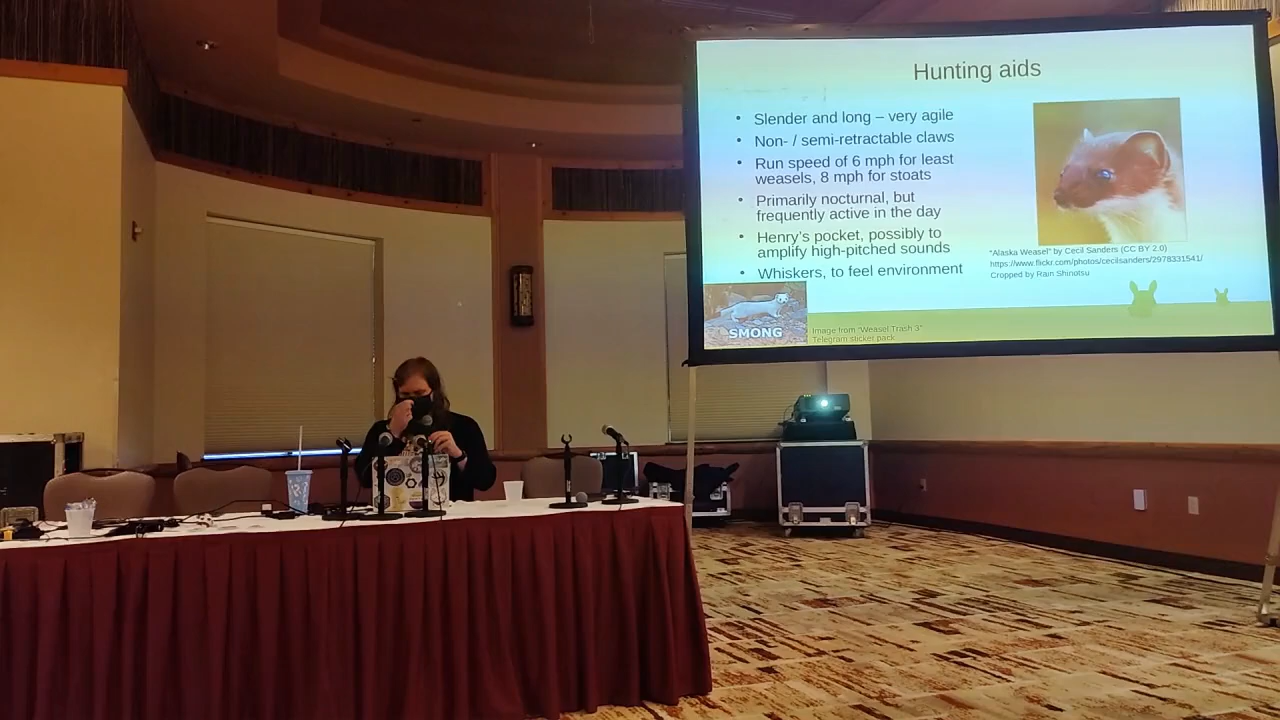 Hunting aids
• Slender and long – very agile
• Non- / semi-retractable claws
• Run speed of 6 mph for least
weasels, 8 mph for stoats
• Primarily nocturnal, but
frequently active in the day
• Henry's pocket, possibly to
amplify high-pitched sounds
• Whiskers, to feel environment
"Alaska Weasel" by Cecil Sanders (CC BY 2.0)
https://www.flickr.com/photos/cecilsanders/2978331541/
Cropped by Rain Shinotsu
SMONG
Image from "Weasel Trash 3"
Telegram sticker pack